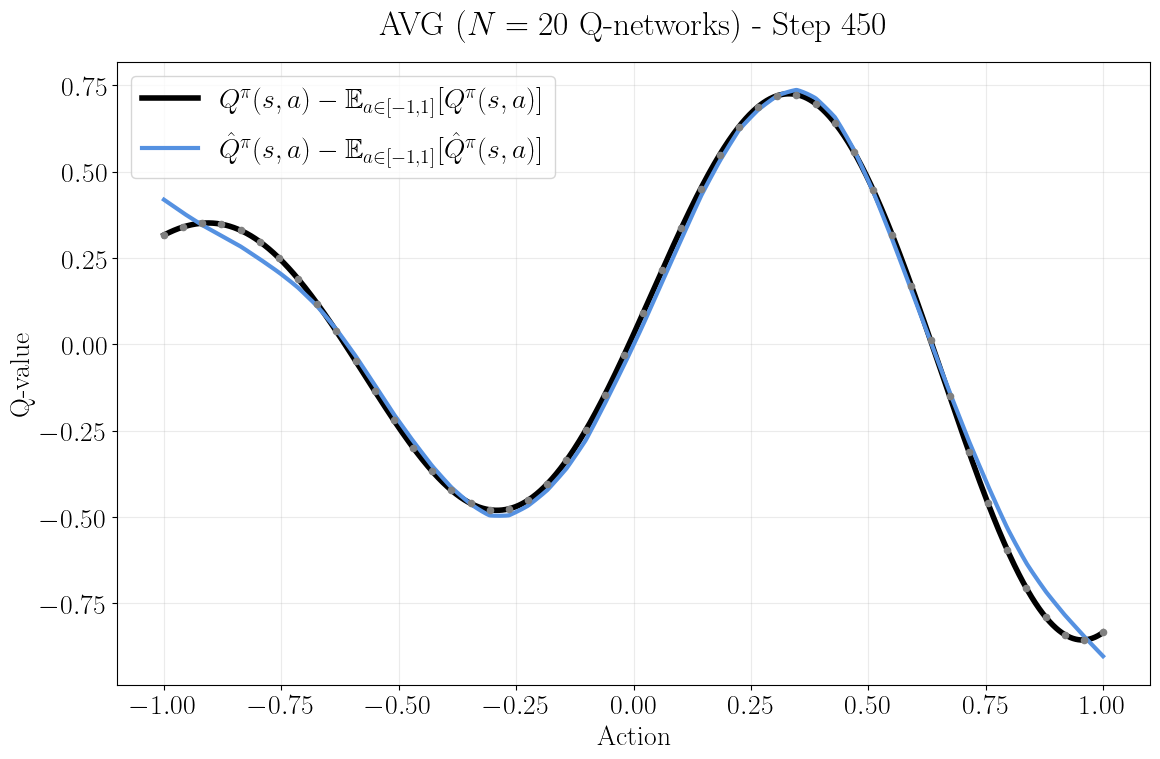 AVG (N = 20 Q-networks) - Step 450
Q^π(s, a) − 𝔼_{a∈[−1,1]}[Q^π(s, a)]
Q̂^π(s, a) − 𝔼_{a∈[−1,1]}[Q̂^π(s, a)]
Q-value
0.75
0.50
0.25
0.00
−0.25
−0.50
−0.75
−1.00 −0.75 −0.50 −0.25 0.00 0.25 0.50 0.75 1.00
Action